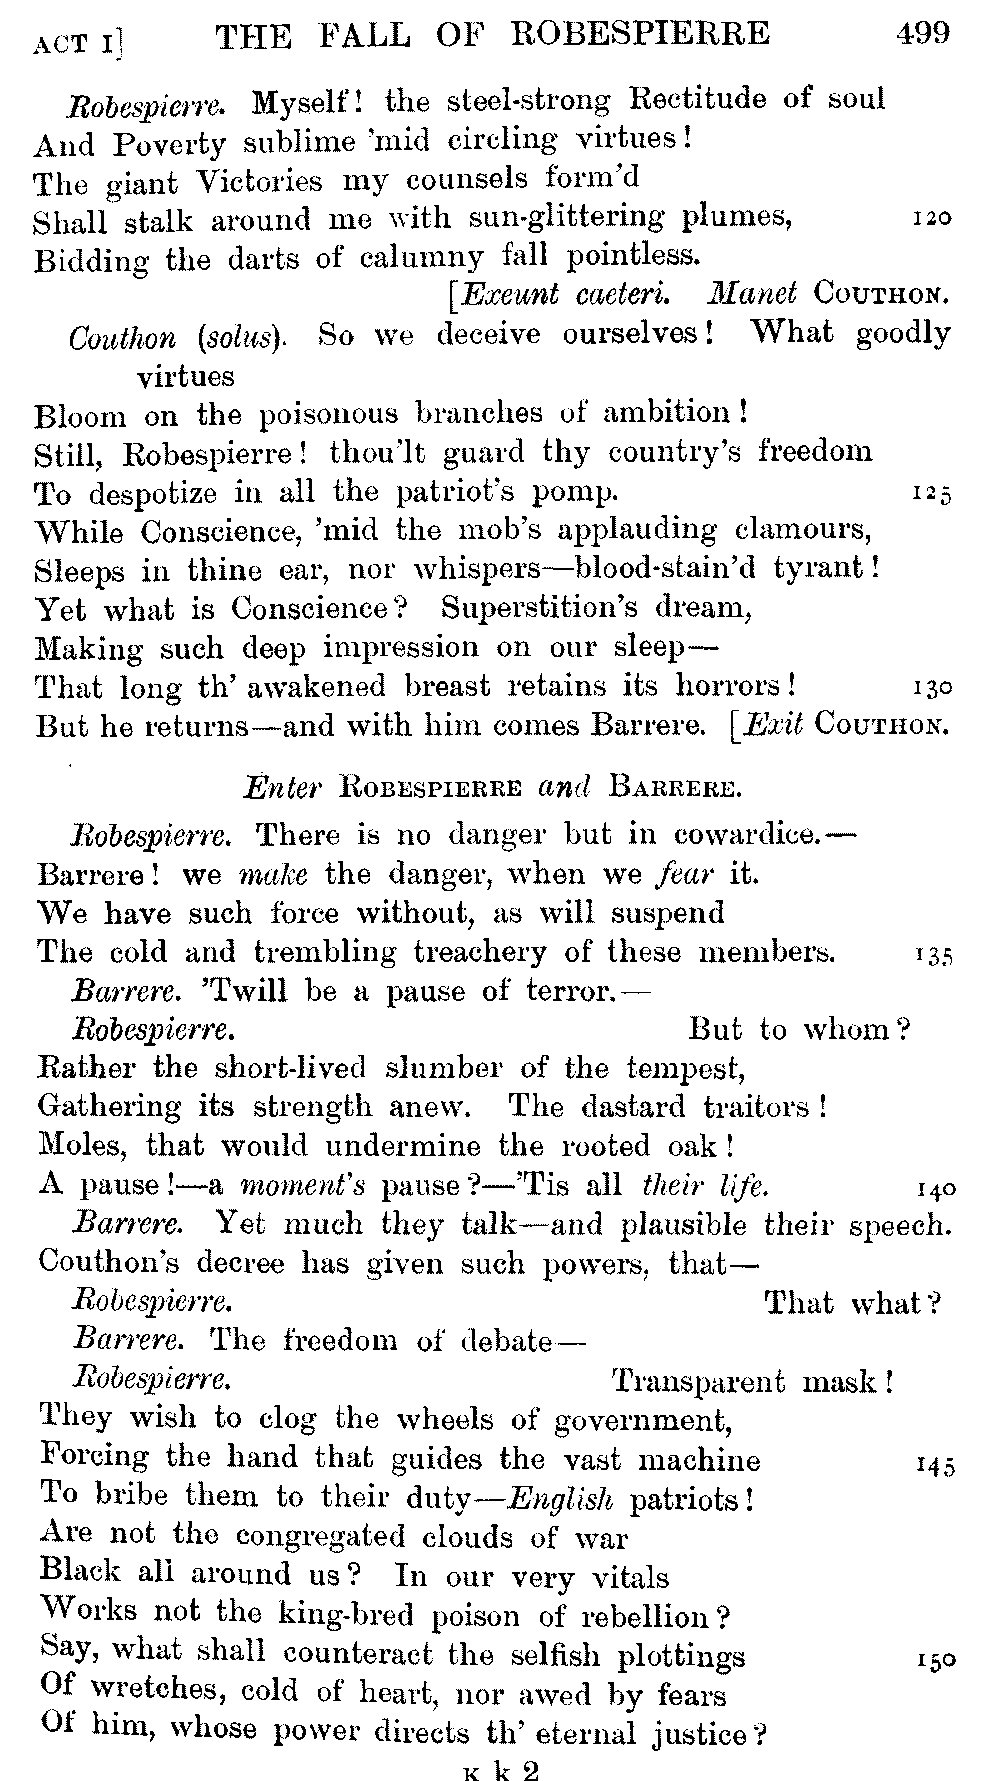 ACT I] THE FALL OF ROBESPIERRE 499
Robespierre. Myself! the steel-strong Rectitude of soul
And Poverty sublime 'mid circling virtues!
The giant Victories my counsels form'd
Shall stalk around me with sun-glittering plumes, 120
Bidding the darts of calumny fall pointless.
[Exeunt caeteri. Manet COUTHON.
Couthon (solus). So we deceive ourselves! What goodly
virtues
Bloom on the poisonous branches of ambition!
Still, Robespierre! thou'lt guard thy country's freedom
To despotize in all the patriot's pomp. 125
While Conscience, 'mid the mob's applauding clamours,
Sleeps in thine ear, nor whispers—blood-stain'd tyrant!
Yet what is Conscience? Superstition's dream,
Making such deep impression on our sleep—
That long th' awakened breast retains its horrors! 130
But he returns—and with him comes Barrere. [Exit COUTHON.
Enter ROBESPIERRE and BARRERE.
Robespierre. There is no danger but in cowardice.—
Barrere! we make the danger, when we fear it.
We have such force without, as will suspend
The cold and trembling treachery of these members. 135
Barrere. 'Twill be a pause of terror.—
Robespierre. But to whom?
Rather the short-lived slumber of the tempest,
Gathering its strength anew. The dastard traitors!
Moles, that would undermine the rooted oak!
A pause!—a moment's pause?—'Tis all their life. 140
Barrere. Yet much they talk—and plausible their speech.
Couthon's decree has given such powers, that—
Robespierre. That what?
Barrere. The freedom of debate—
Robespierre. Transparent mask!
They wish to clog the wheels of government,
Forcing the hand that guides the vast machine 145
To bribe them to their duty—English patriots!
Are not the congregated clouds of war
Black all around us? In our very vitals
Works not the king-bred poison of rebellion?
Say, what shall counteract the selfish plottings 150
Of wretches, cold of heart, nor awed by fears
Of him, whose power directs th' eternal justice?
K k 2